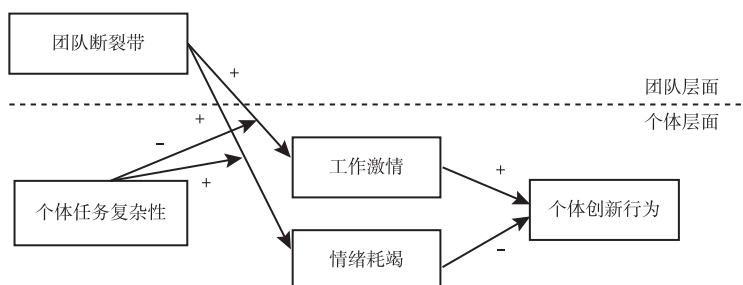 团队断裂带
+
团队层面
+
个体层面
-
工作激情
+
+
个体任务复杂性
个体创新行为
-
情绪耗竭